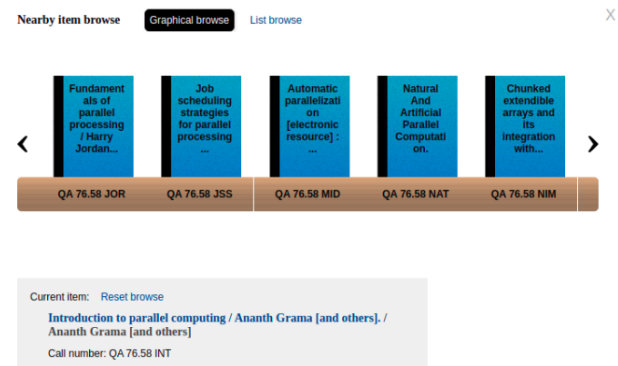 Nearby item browse Graphical browse List browse X
Fundament
als of
parallel
processing
/ Harry
Jordan...
Job
scheduling
strategies
for parallel
processing
...
Automatic
parallelizati
on
[electronic
resource] :
...
Natural
And
Artificial
Parallel
Computati
on.
Chunked
extendible
arrays and
its
integration
with...
QA 76.58 JOR QA 76.58 JSS QA 76.58 MID QA 76.58 NAT QA 76.58 NIM
Current item: Reset browse
Introduction to parallel computing / Ananth Grama [and others]. /
Ananth Grama [and others]
Call number: QA 76.58 INT